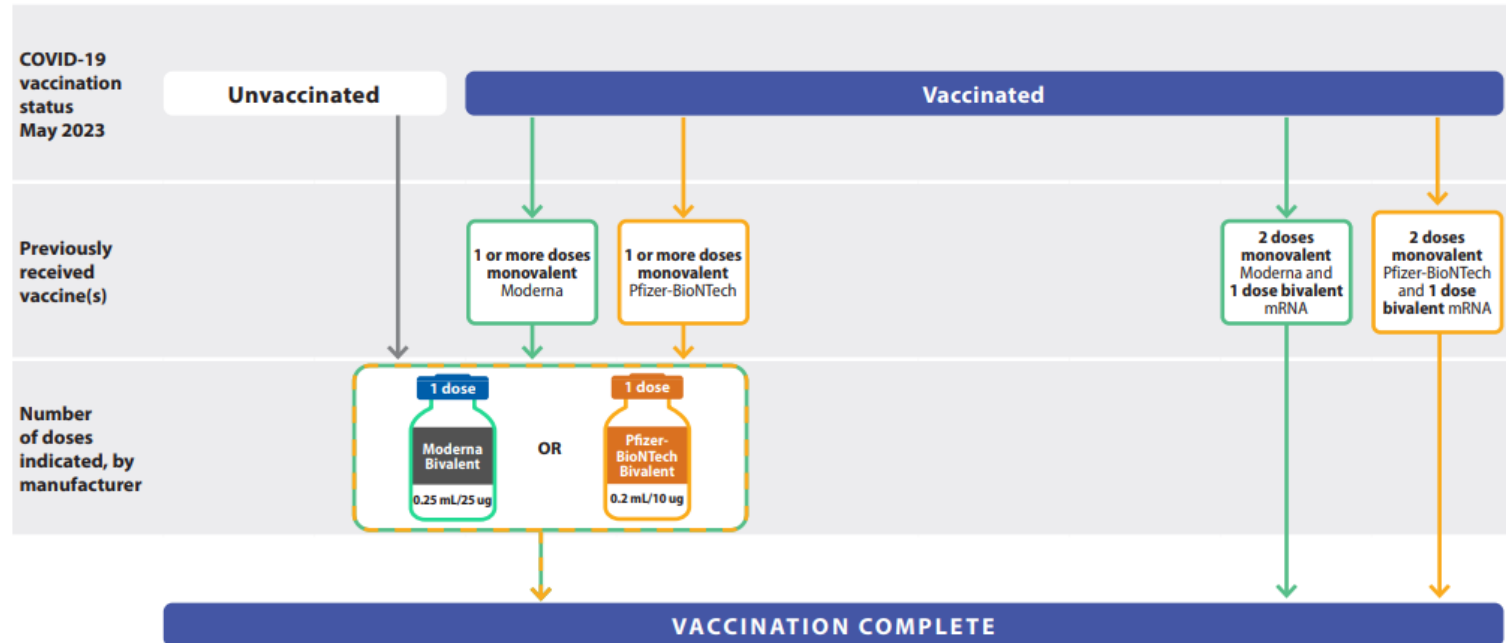 COVID-19
vaccination
status
May 2023
Unvaccinated
Vaccinated
Previously
received
vaccine(s)
1 or more doses
monovalent
Moderna
1 or more doses
monovalent
Pfizer-BioNTech
2 doses
monovalent
Moderna and
1 dose bivalent
mRNA
2 doses
monovalent
Pfizer-BioNTech
and 1 dose
bivalent mRNA
Number
of doses
indicated, by
manufacturer
1 dose
Moderna
Bivalent
0.25 mL/25 ug
OR
1 dose
Pfizer-
BioNTech
Bivalent
0.2 mL/10 ug
VACCINATION COMPLETE